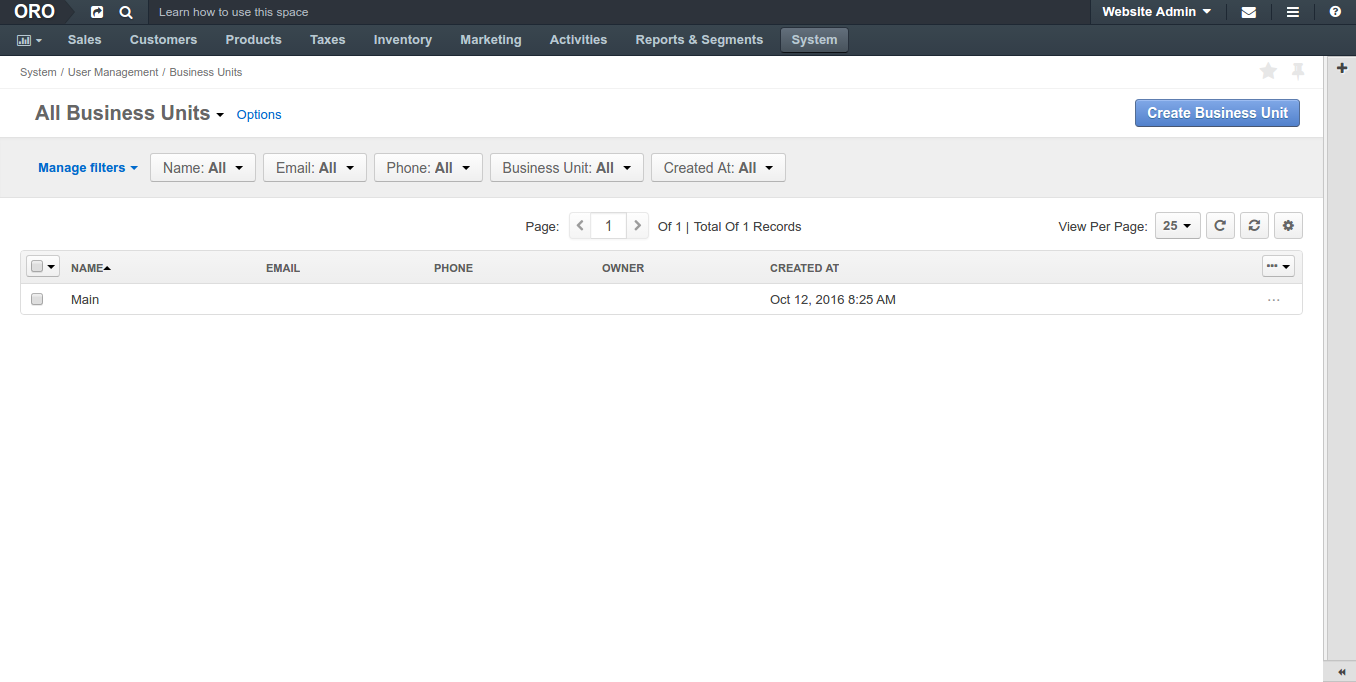 ORO Learn how to use this space Website Admin
Sales Customers Products Taxes Inventory Marketing Activities Reports & Segments System
System / User Management / Business Units
All Business Units Options Create Business Unit
Manage filters Name: All Email: All Phone: All Business Unit: All Created At: All
Page: 1 Of 1 | Total Of 1 Records View Per Page: 25
NAME EMAIL PHONE OWNER CREATED AT
Main Oct 12, 2016 8:25 AM